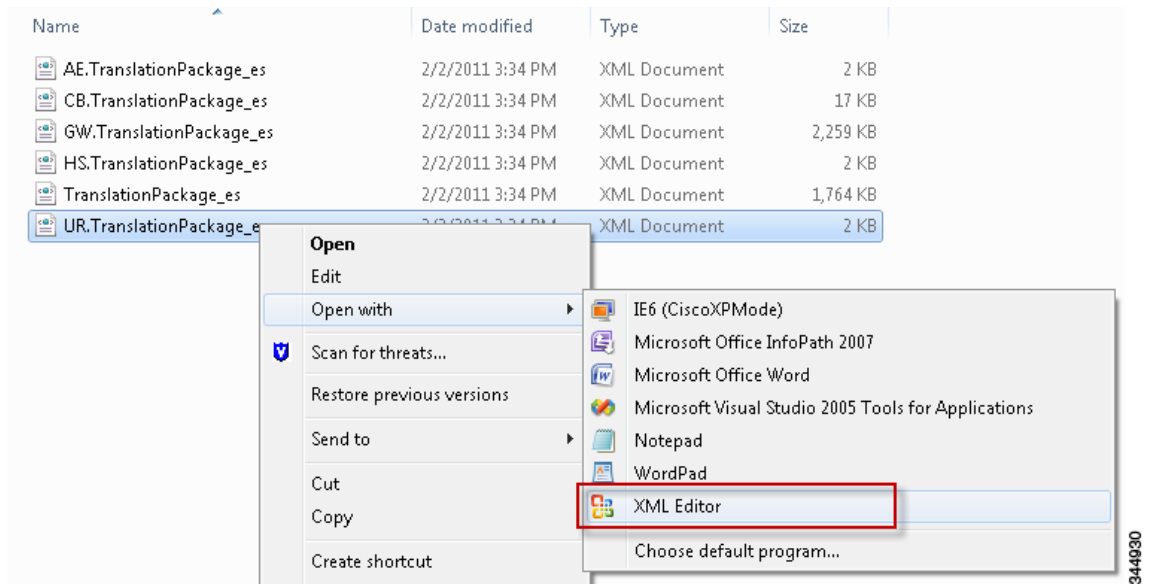 Name Date modified Type Size
AE.TranslationPackage_es 2/2/2011 3:34 PM XML Document 2 KB
CB.TranslationPackage_es 2/2/2011 3:34 PM XML Document 17 KB
GW.TranslationPackage_es 2/2/2011 3:34 PM XML Document 2,259 KB
HS.TranslationPackage_es 2/2/2011 3:34 PM XML Document 2 KB
TranslationPackage_es 2/2/2011 3:34 PM XML Document 1,764 KB
UR.TranslationPackage_e XML Document 2 KB
Open
Edit
Open with
Scan for threats...
Restore previous versions
Send to
Cut
Copy
Create shortcut
IE6 (CiscoXPMode)
Microsoft Office InfoPath 2007
Microsoft Office Word
Microsoft Visual Studio 2005 Tools for Applications
Notepad
WordPad
XML Editor
Choose default program...
344930